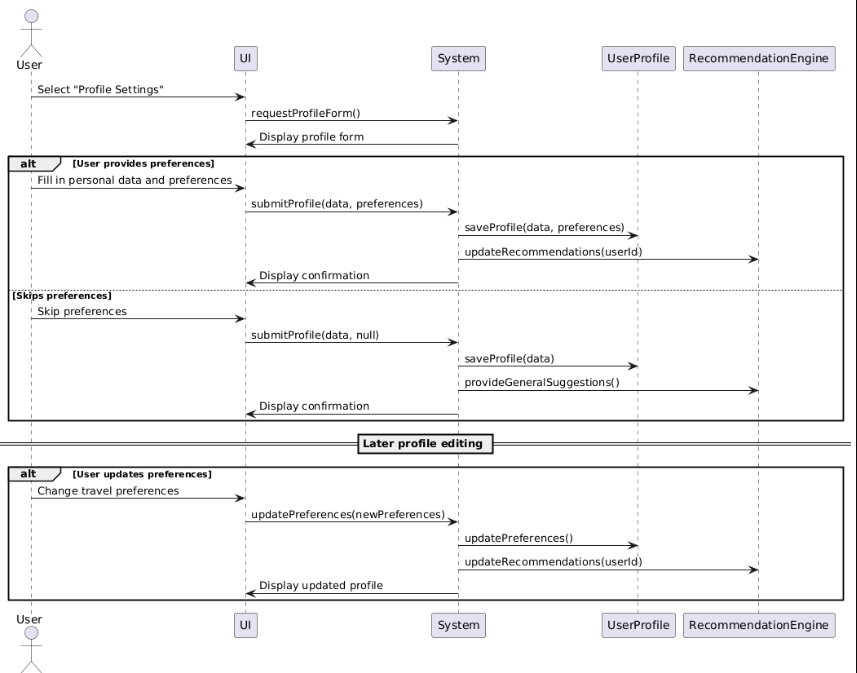 User
UI
System
UserProfile
RecommendationEngine
Select "Profile Settings"
requestProfileForm()
Display profile form
alt
[User provides preferences]
Fill in personal data and preferences
submitProfile(data, preferences)
saveProfile(data, preferences)
updateRecommendations(userId)
Display confirmation
[Skips preferences]
Skip preferences
submitProfile(data, null)
saveProfile(data)
provideGeneralSuggestions()
Display confirmation
Later profile editing
alt
[User updates preferences]
Change travel preferences
updatePreferences(newPreferences)
updatePreferences()
updateRecommendations(userId)
Display updated profile
User
UI
System
UserProfile
RecommendationEngine